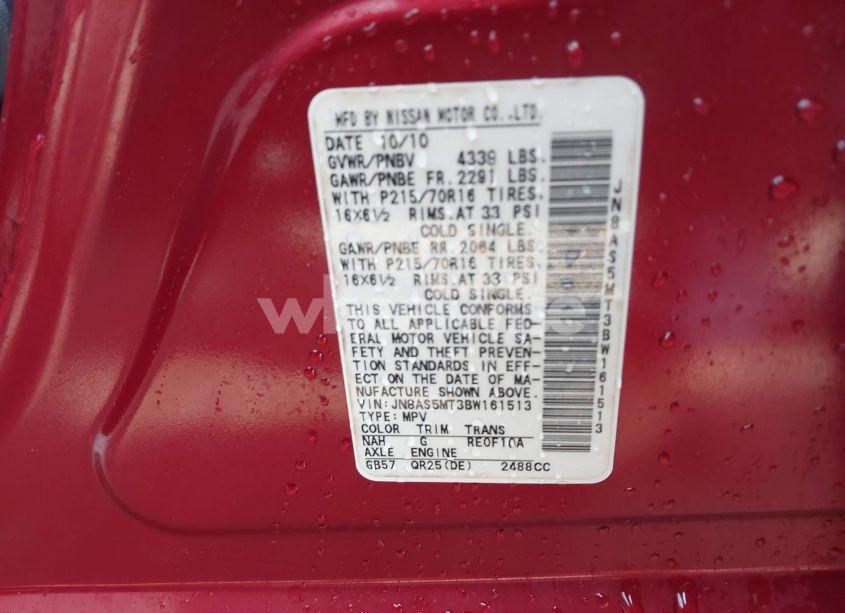 MFD BY NISSAN MOTOR CO.,LTD.
DATE 10/10
GVWR/PNBV 4339 LBS.
GAWR/PNBE FR.2291 LBS.
WITH P215/70R16 TIRES.
16X6½ RIMS.AT 33 PSI
COLD SINGLE.
GAWR/PNBE RR.2064 LBS.
WITH P215/70R16 TIRES.
16X6½ RIMS.AT 33 PSI
COLD SINGLE.
THIS VEHICLE CONFORMS
TO ALL APPLICABLE FED-
ERAL MOTOR VEHICLE SA-
FETY AND THEFT PREVEN-
TION STANDARDS IN EFF-
ECT ON THE DATE OF MA-
NUFACTURE SHOWN ABOVE.
VIN:JN8AS5MT3BW161513
TYPE: MPV
COLOR TRIM TRANS
NAH G RE0F10A
AXLE ENGINE
GB57 QR25(DE) 2488CC
JN8AS5MT3BW161513